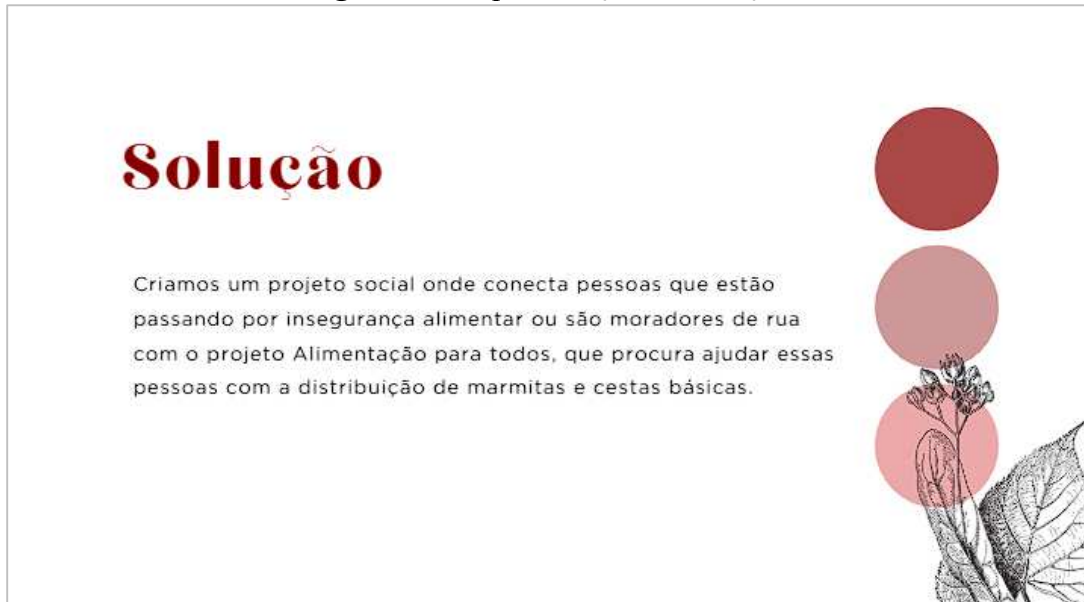 Solução
Criamos um projeto social onde conecta pessoas que estão
passando por insegurança alimentar ou são moradores de rua
com o projeto Alimentação para todos, que procura ajudar essas
pessoas com a distribuição de marmitas e cestas básicas.